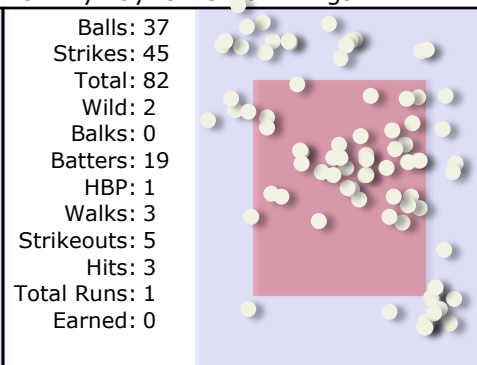 Balls: 37
Strikes: 45
Total: 82
Wild: 2
Balks: 0
Batters: 19
HBP: 1
Walks: 3
Strikeouts: 5
Hits: 3
Total Runs: 1
Earned: 0